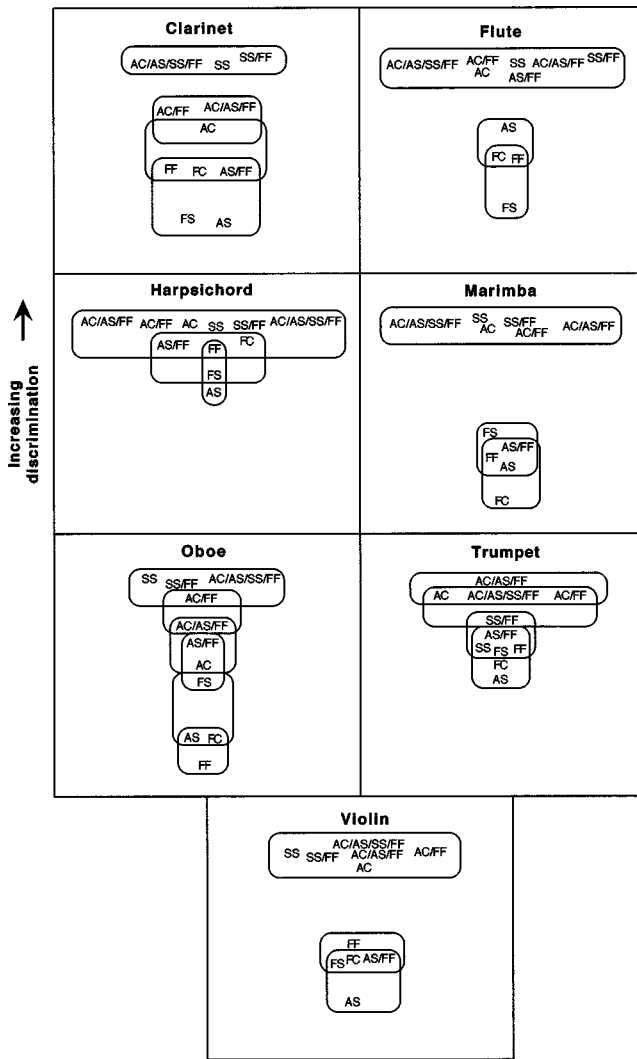 Clarinet
AC/AS/SS/FF SS SS/FF
AC/FF AC/AS/FF
AC
FF FC AS/FF
FS AS
Flute
AC/AS/SS/FF AC/FF SS AC/AS/FF SS/FF
AC AS/FF
AS
FC FF
FS
Increasing
discrimination
Harpsichord
AC/AS/FF AC/FF AC SS SS/FF AC/AS/SS/FF
AS/FF FF FC
FS
AS
Marimba
AC/AS/SS/FF SS AC SS/FF AC/FF AC/AS/FF
FS
AS/FF
FF AS
FC
Oboe
SS SS/FF AC/AS/SS/FF
AC/FF
AC/AS/FF
AS/FF
AC
FS
AS FC
FF
Trumpet
AC/AS/FF
AC AC/AS/SS/FF AC/FF
SS/FF
AS/FF
SS FS FF
FC
AS
Violin
AC/AS/SS/FF
SS SS/FF AC/AS/FF AC/FF
AC
FF
FS FC AS/FF
AS